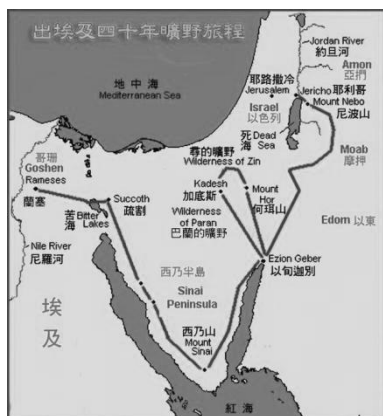 出埃及四十年曠野旅程
Jordan River
約旦河
Amon
亞捫
地中海
Mediterranean Sea
耶路撒冷
Jerusalem
Jericho 耶利哥
Mount Nebo
尼波山
Israel
以色列
死海 Dead Sea
Moab
摩押
哥珊
Goshen
Rameses
蘭塞
尋的曠野
Wilderness of Zin
Kadesh
加底斯
Mount Hor
何珥山
Succoth
疏割
苦海 Bitter Lakes
Wilderness of Paran
巴蘭的曠野
Edom 以東
Nile River
尼羅河
Ezion Geber
以旬迦別
西乃半島
Sinai Peninsula
埃及
西乃山
Mount Sinai
紅海